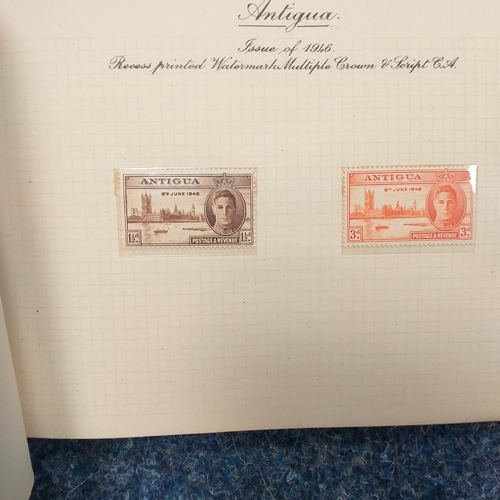 Antigua.
Issue of 1946.
Recess printed Watermark Multiple Crown & Script C.A.
ANTIGUA
8TH JUNE 1946
1½d POSTAGE & REVENUE 1½d
ANTIGUA
8TH JUNE 1946
3d POSTAGE & REVENUE 3d